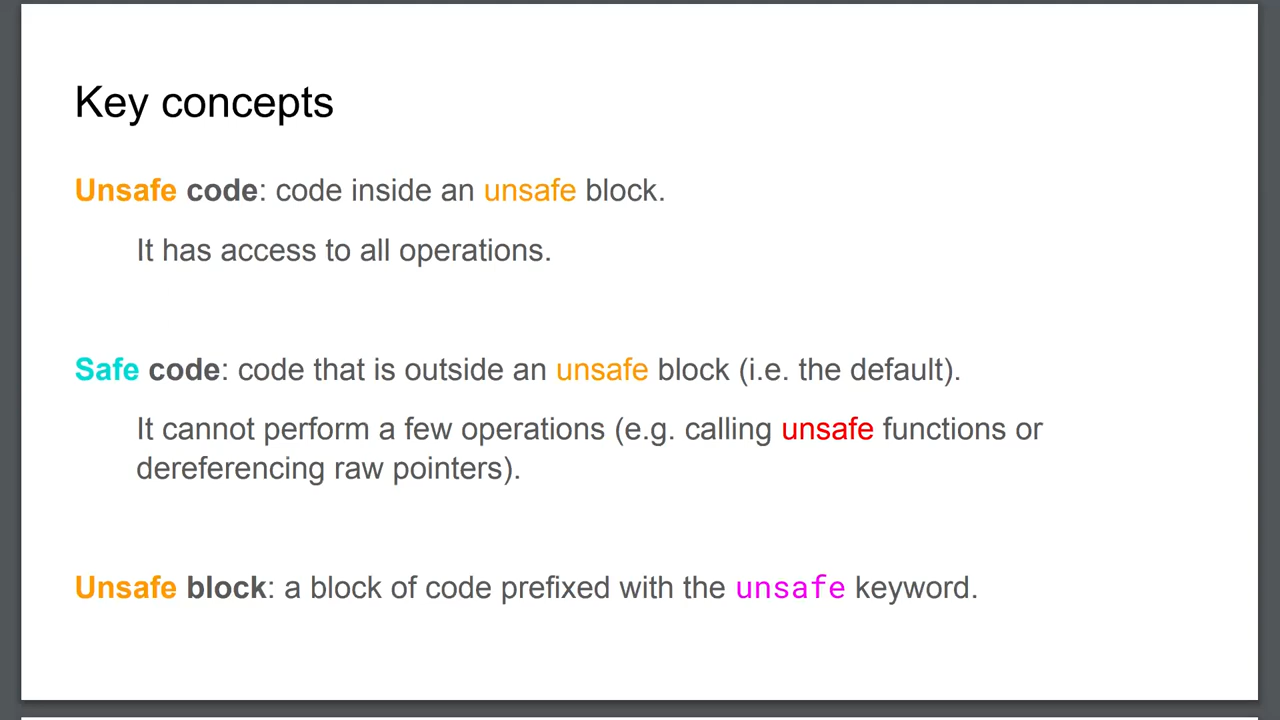 Key concepts
Unsafe code: code inside an unsafe block.
It has access to all operations.
Safe code: code that is outside an unsafe block (i.e. the default).
It cannot perform a few operations (e.g. calling unsafe functions or
dereferencing raw pointers).
Unsafe block: a block of code prefixed with the unsafe keyword.